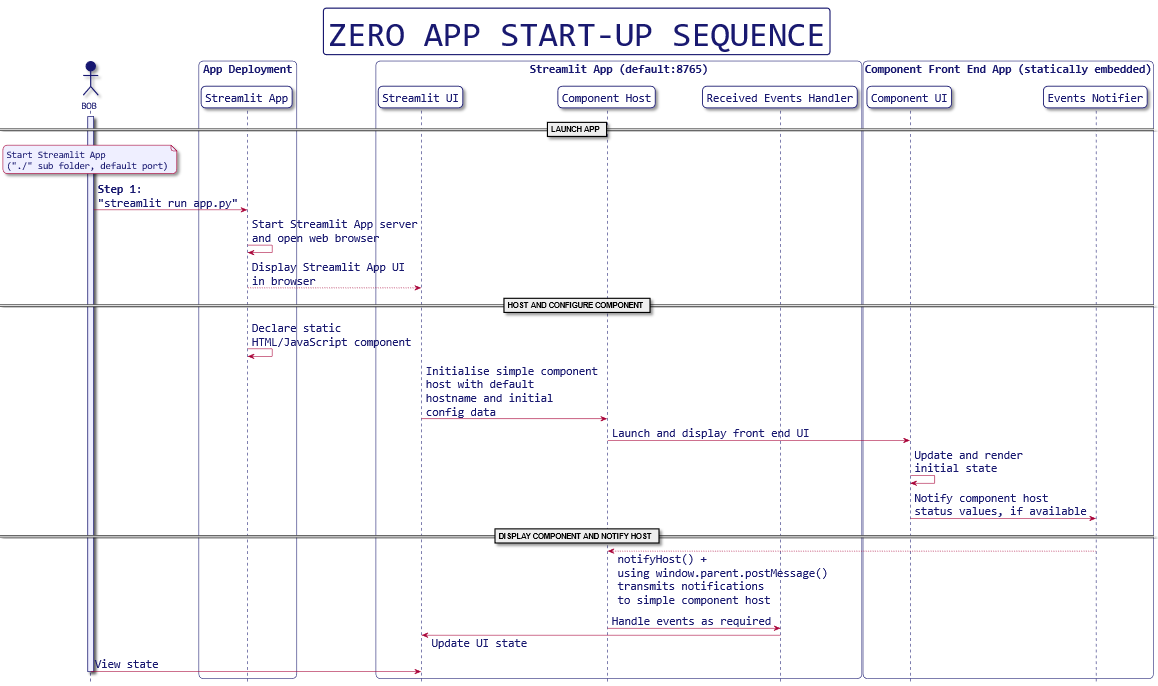 ZERO APP START-UP SEQUENCE
App Deployment
Streamlit App (default:8765)
Component Front End App (statically embedded)
BOB
Streamlit App
Streamlit UI
Component Host
Received Events Handler
Component UI
Events Notifier
LAUNCH APP
Start Streamlit App
("./" sub folder, default port)
Step 1:
"streamlit run app.py"
Start Streamlit App server
and open web browser
Display Streamlit App UI
in browser
HOST AND CONFIGURE COMPONENT
Declare static
HTML/JavaScript component
Initialise simple component
host with default
hostname and initial
config data
Launch and display front end UI
Update and render
initial state
Notify component host
status values, if available
DISPLAY COMPONENT AND NOTIFY HOST
notifyHost() +
using window.parent.postMessage()
transmits notifications
to simple component host
Handle events as required
Update UI state
View state